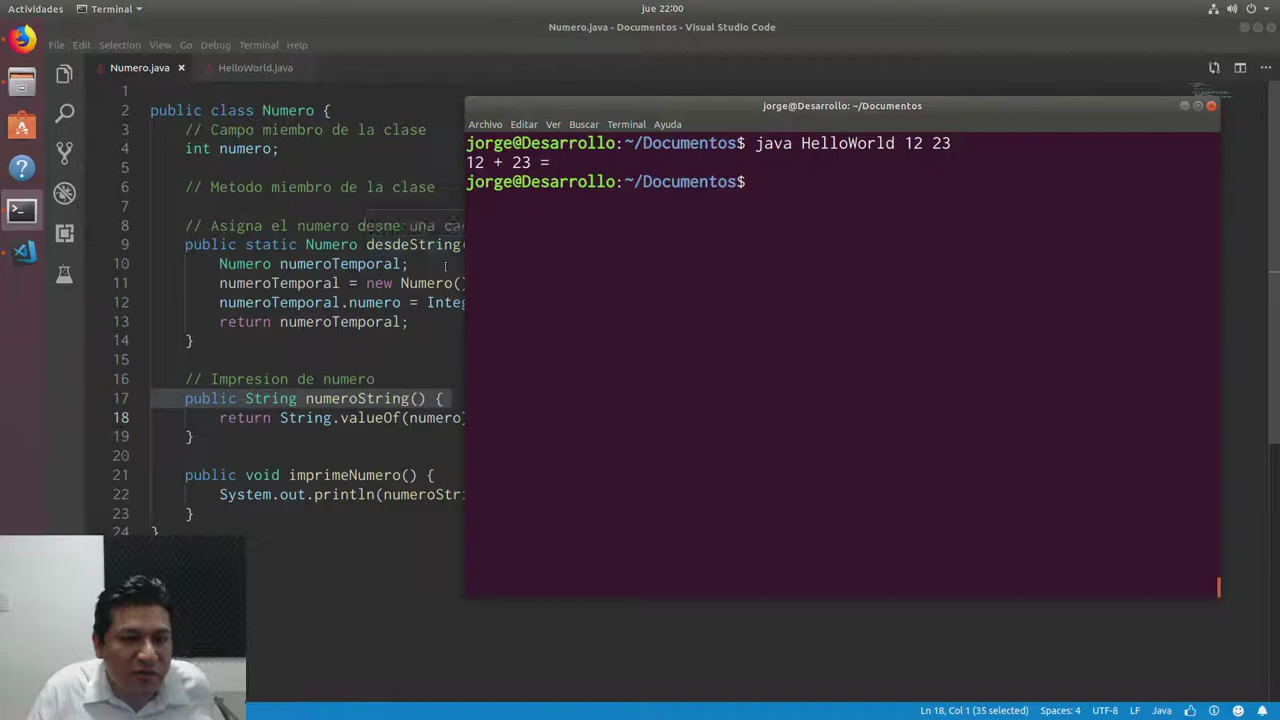 Actividades
Terminal
jue 22:00
Numero.java - Documentos - Visual Studio Code
File Edit Selection View Go Debug Terminal Help
Numero.java
HelloWorld.java
1
2 public class Numero {
3 // Campo miembro de la clase
4 int numero;
5
6 // Metodo miembro de la clase
7
8 // Asigna el numero desde una
9 public static Numero desdeString(
10 Numero numeroTemporal;
11 numeroTemporal = new Numero()
12 numeroTemporal.numero = Integ
13 return numeroTemporal;
14 }
15
16 // Impresion de numero
17 public String numeroString() {
18 return String.valueOf(numero)
19 }
20
21 public void imprimeNumero() {
22 System.out.println(numeroStri
23 }
24 }
jorge@Desarrollo: ~/Documentos
Archivo Editar Ver Buscar Terminal Ayuda
jorge@Desarrollo:~/Documentos$ java HelloWorld 12 23
12 + 23 =
jorge@Desarrollo:~/Documentos$
Ln 18, Col 1 (35 selected) Spaces: 4 UTF-8 LF Java